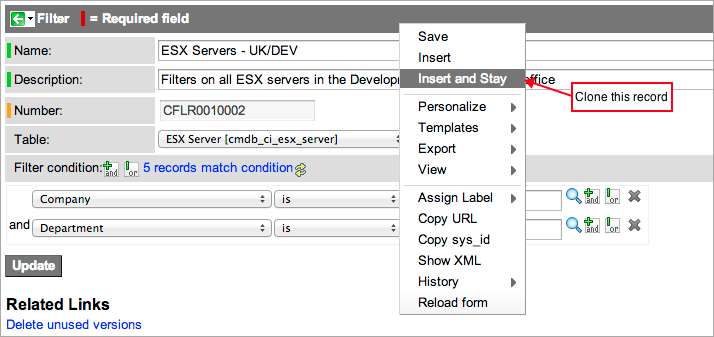 Filter = Required field
Name: ESX Servers - UK/DEV
Description: Filters on all ESX servers in the Develop office
Number: CFLR0010002
Table: ESX Server [cmdb_ci_esx_server]
Filter condition: and or 5 records match condition
Company is and or
and Department is and or
Update
Related Links
Delete unused versions
Save
Insert
Insert and Stay
Personalize
Templates
Export
View
Assign Label
Copy URL
Copy sys_id
Show XML
History
Reload form
Clone this record